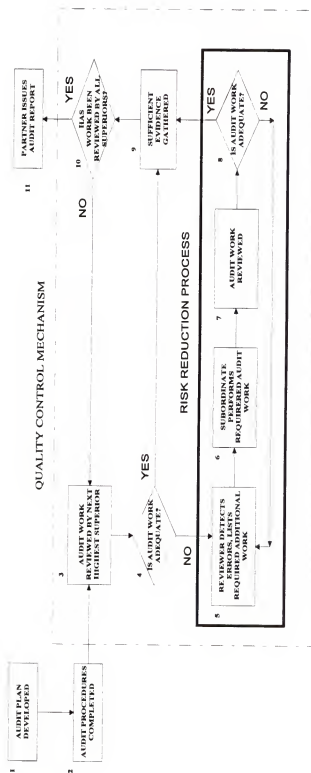 QUALITY CONTROL MECHANISM
1
AUDIT PLAN
DEVELOPED
2
AUDIT PROCEDURES
COMPLETED
3
AUDIT WORK
REVIEWED BY NEXT
HIGHEST SUPERIOR
4
IS AUDIT WORK
ADEQUATE?
YES
NO
RISK REDUCTION PROCESS
5
REVIEWER DETECTS
ERRORS, LISTS
REQUIRED ADDITIONAL
WORK
6
SUBORDINATE
PERFORMS
REQUIRERED AUDIT
WORK
7
AUDIT WORK
REVIEWED
8
IS AUDIT WORK
ADEQUATE?
YES
NO
9
SUFFICIENT
EVIDENCE
GATHERED
10
HAS
WORK BEEN
REVIEWED BY ALL
SUPERIORS?
YES
NO
11
PARTNER ISSUES
AUDIT REPORT